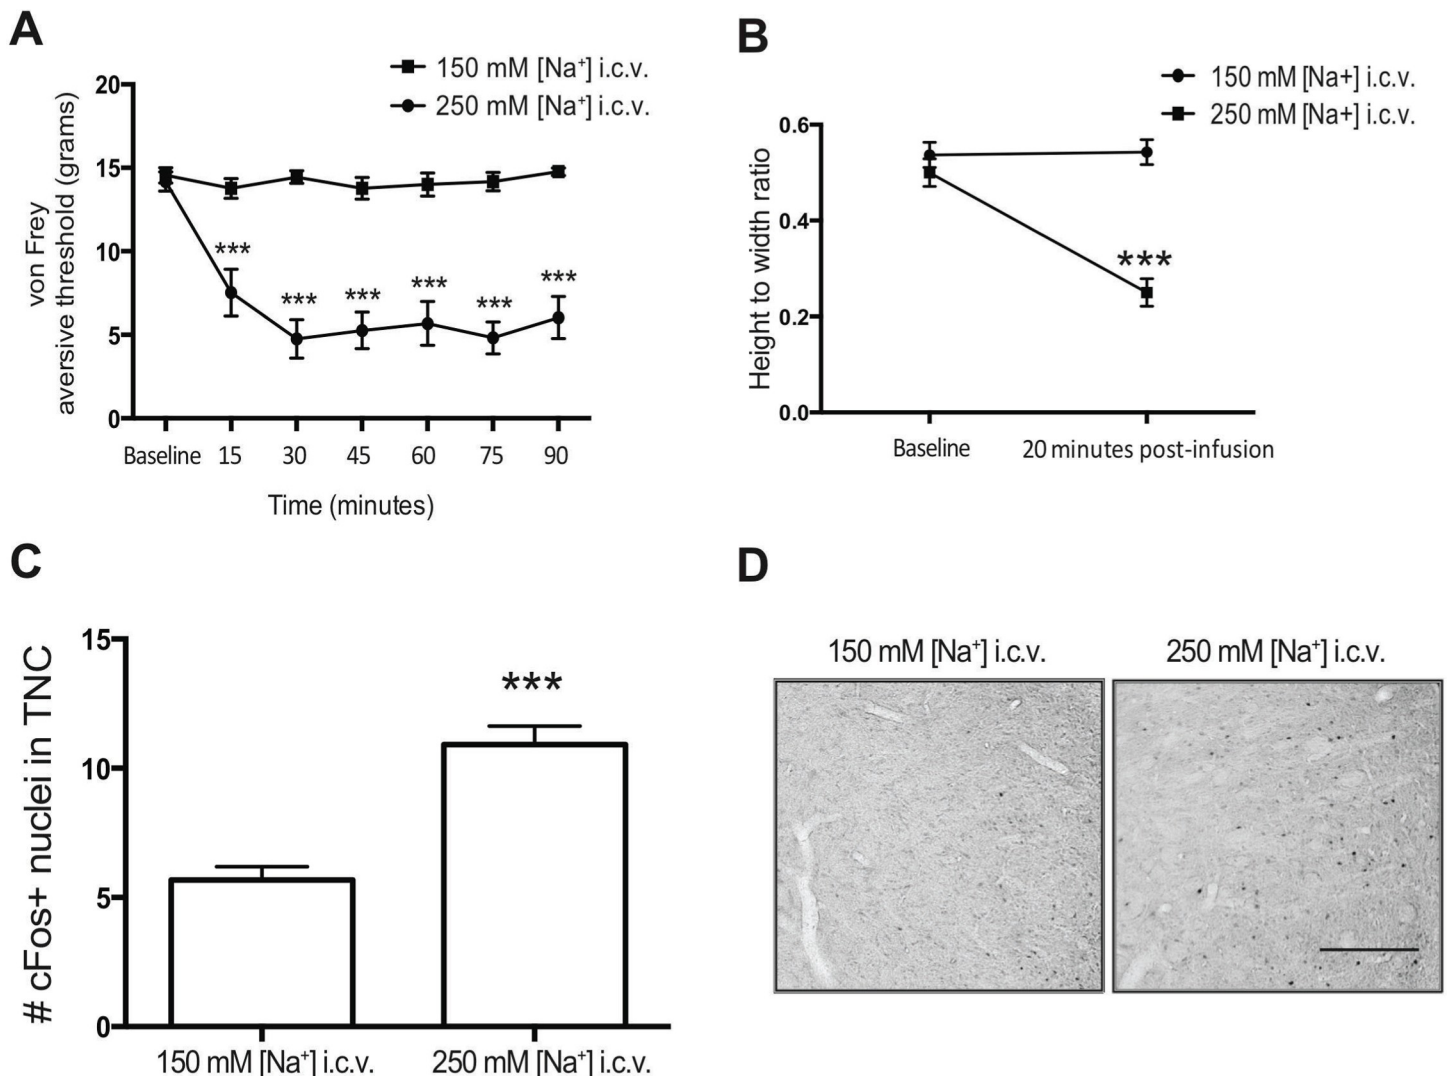 A
150 mM [Na⁺] i.c.v.
250 mM [Na⁺] i.c.v.
von Frey
aversive threshold (grams)
20
15
10
5
0
***
***
***
***
***
***
Baseline 15 30 45 60 75 90
Time (minutes)
B
150 mM [Na+] i.c.v.
250 mM [Na+] i.c.v.
Height to width ratio
0.6
0.4
0.2
0.0
***
Baseline 20 minutes post-infusion
C
# cFos+ nuclei in TNC
15
10
5
0
***
150 mM [Na⁺] i.c.v. 250 mM [Na⁺] i.c.v.
D
150 mM [Na⁺] i.c.v. 250 mM [Na⁺] i.c.v.